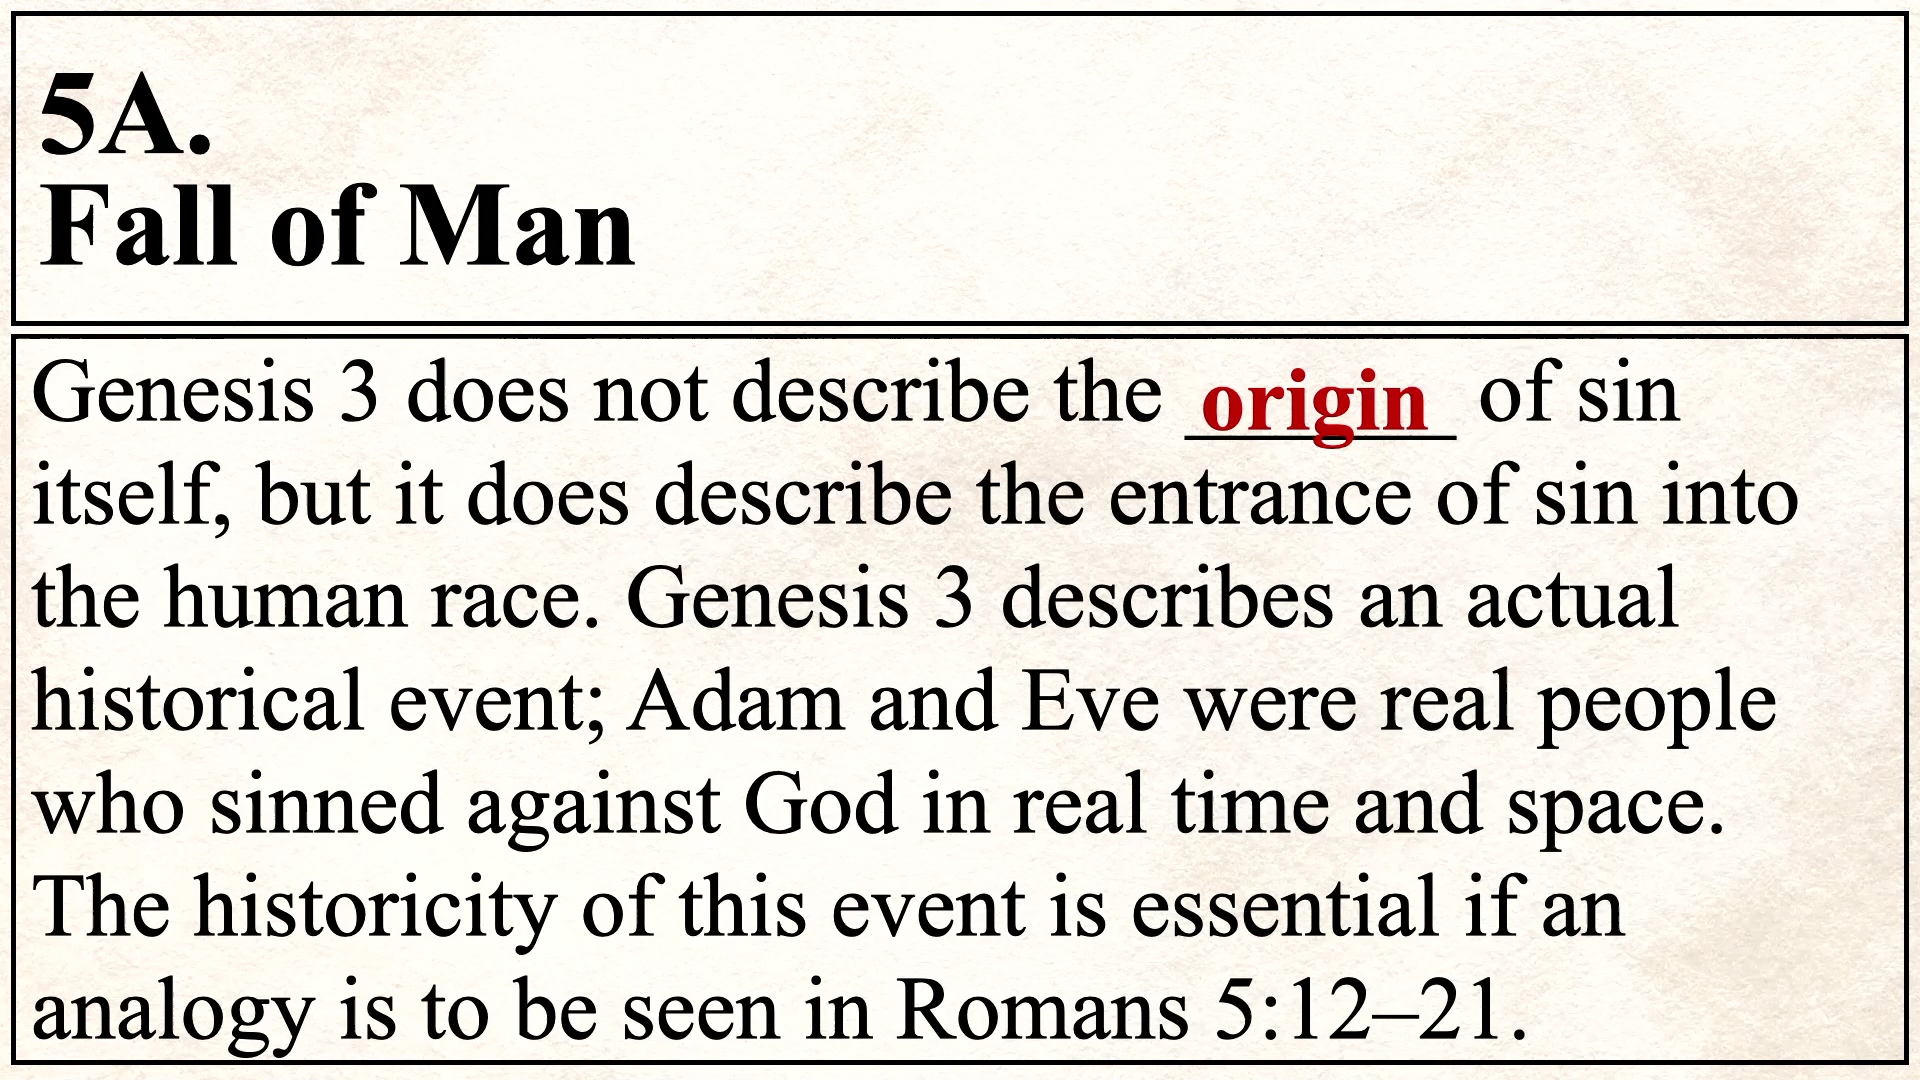 5A.
Fall of Man
Genesis 3 does not describe the origin of sin
itself, but it does describe the entrance of sin into
the human race. Genesis 3 describes an actual
historical event; Adam and Eve were real people
who sinned against God in real time and space.
The historicity of this event is essential if an
analogy is to be seen in Romans 5:12–21.